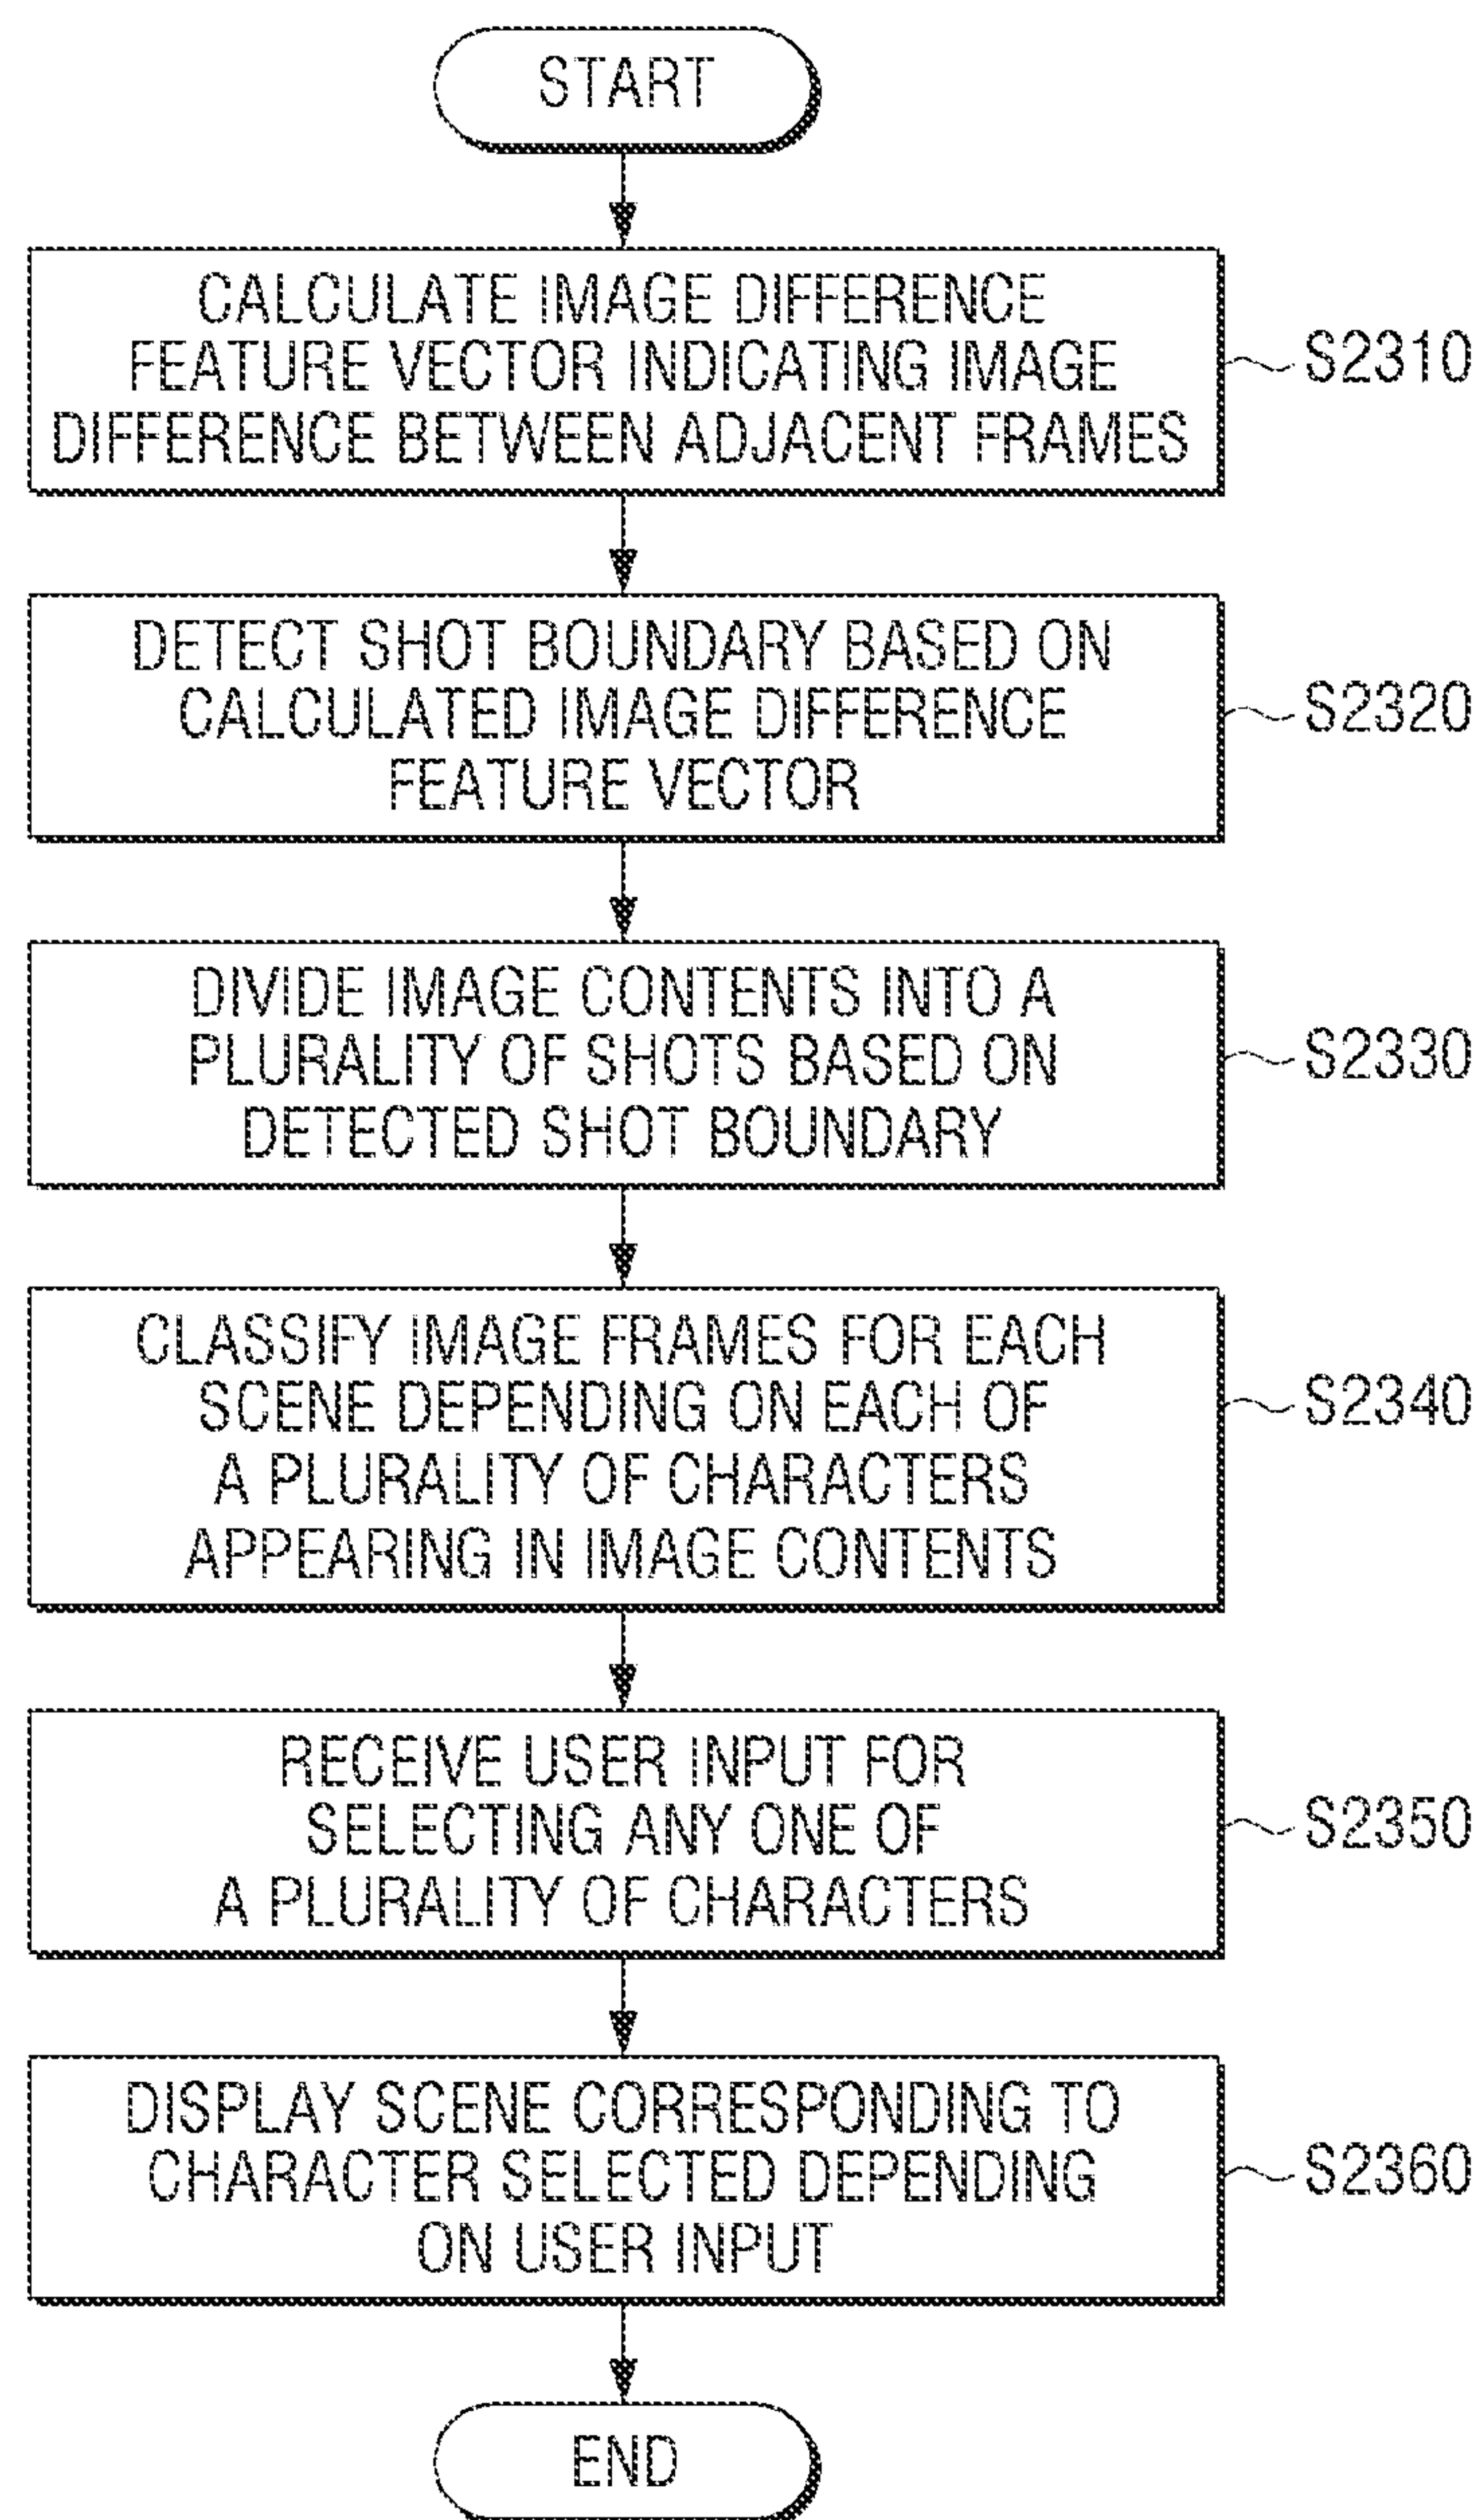 START
CALCULATE IMAGE DIFFERENCE
FEATURE VECTOR INDICATING IMAGE
DIFFERENCE BETWEEN ADJACENT FRAMES
S2310
DETECT SHOT BOUNDARY BASED ON
CALCULATED IMAGE DIFFERENCE
FEATURE VECTOR
S2320
DIVIDE IMAGE CONTENTS INTO A
PLURALITY OF SHOTS BASED ON
DETECTED SHOT BOUNDARY
S2330
CLASSIFY IMAGE FRAMES FOR EACH
SCENE DEPENDING ON EACH OF
A PLURALITY OF CHARACTERS
APPEARING IN IMAGE CONTENTS
S2340
RECEIVE USER INPUT FOR
SELECTING ANY ONE OF
A PLURALITY OF CHARACTERS
S2350
DISPLAY SCENE CORRESPONDING TO
CHARACTER SELECTED DEPENDING
ON USER INPUT
S2360
END